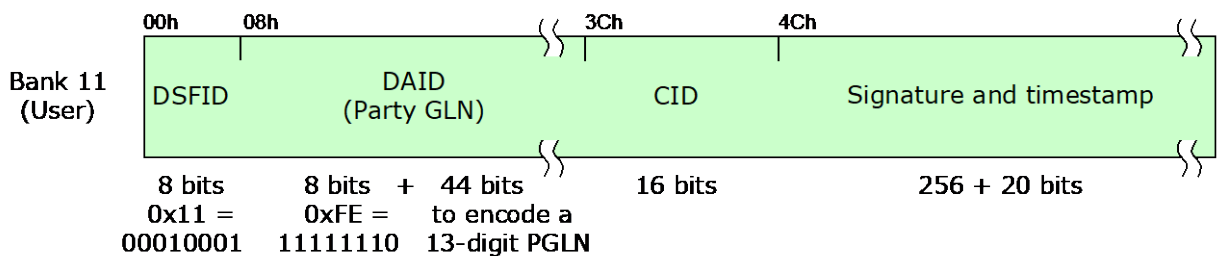 00h 08h 3Ch 4Ch
Bank 11
(User)
DSFID
DAID
(Party GLN)
CID
Signature and timestamp
8 bits 8 bits + 44 bits 16 bits 256 + 20 bits
0x11 = 0xFE = to encode a
00010001 11111110 13-digit PGLN